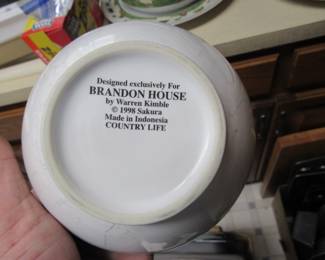 Designed exclusively For
BRANDON HOUSE
by Warren Kimble
© 1998 Sakura
Made in Indonesia
COUNTRY LIFE